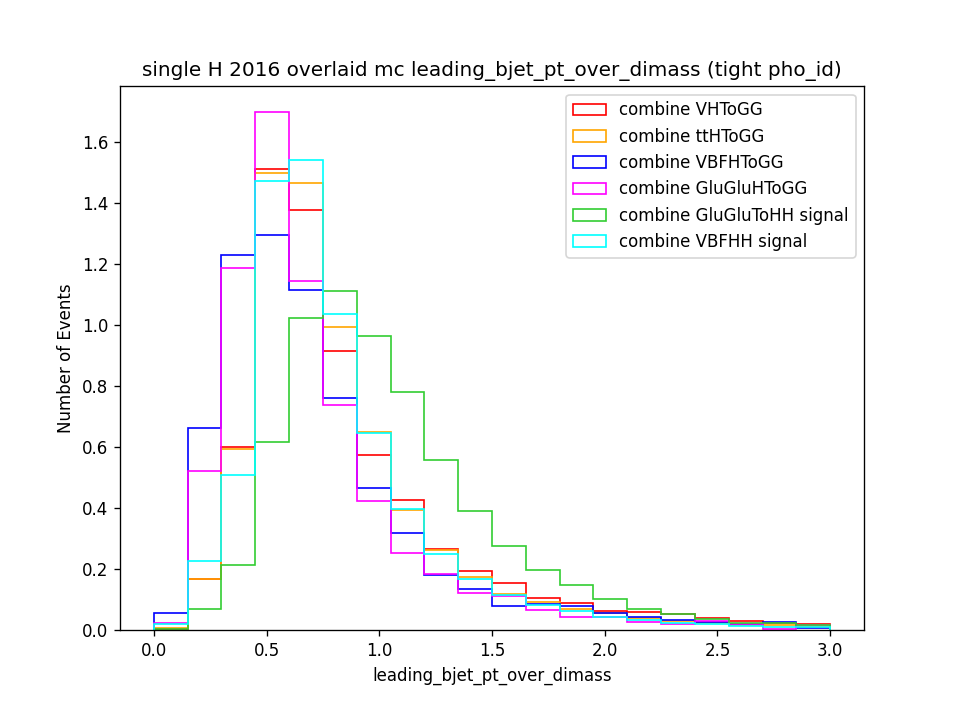 single H 2016 overlaid mc leading_bjet_pt_over_dimass (tight pho_id)
combine VHToGG
combine ttHToGG
combine VBFHToGG
combine GluGluHToGG
combine GluGluToHH signal
combine VBFHH signal
Number of Events
1.6
1.4
1.2
1.0
0.8
0.6
0.4
0.2
0.0
0.0 0.5 1.0 1.5 2.0 2.5 3.0
leading_bjet_pt_over_dimass